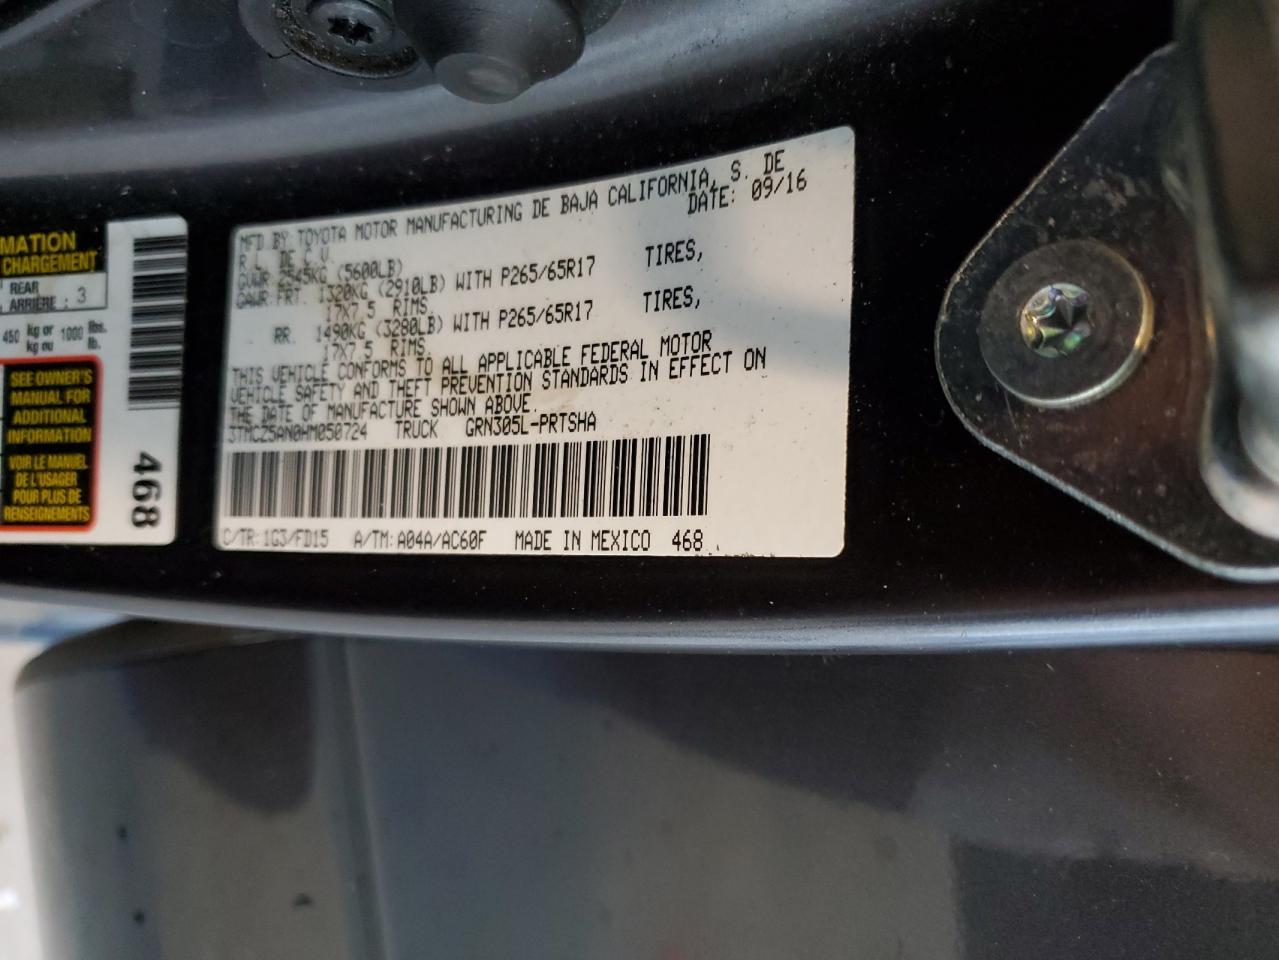 MATION
CHARGEMENT
REAR
ARRIÈRE : 3
450 kg or 1000 lbs.
kg ou lb.
SEE OWNER'S
MANUAL FOR
ADDITIONAL
INFORMATION
VOIR LE MANUEL
DE L'USAGER
POUR PLUS DE
RENSEIGNEMENTS
468
MFD BY TOYOTA MOTOR MANUFACTURING DE BAJA CALIFORNIA, S. DE
R.L. DE C.V. DATE: 09/16
GVWR 2545KG (5600LB)
GAWR FRT. 1320KG (2910LB) WITH P265/65R17 TIRES,
17X7.5 RIMS.
RR. 1490KG (3280LB) WITH P265/65R17 TIRES,
17X7.5 RIMS.
THIS VEHICLE CONFORMS TO ALL APPLICABLE FEDERAL MOTOR
VEHICLE SAFETY AND THEFT PREVENTION STANDARDS IN EFFECT ON
THE DATE OF MANUFACTURE SHOWN ABOVE.
3TMCZ5AN0HM050724 TRUCK GRN305L-PRTSHA
C/TR: 1G3/FD15 A/TM: A04A/AC60F MADE IN MEXICO 468